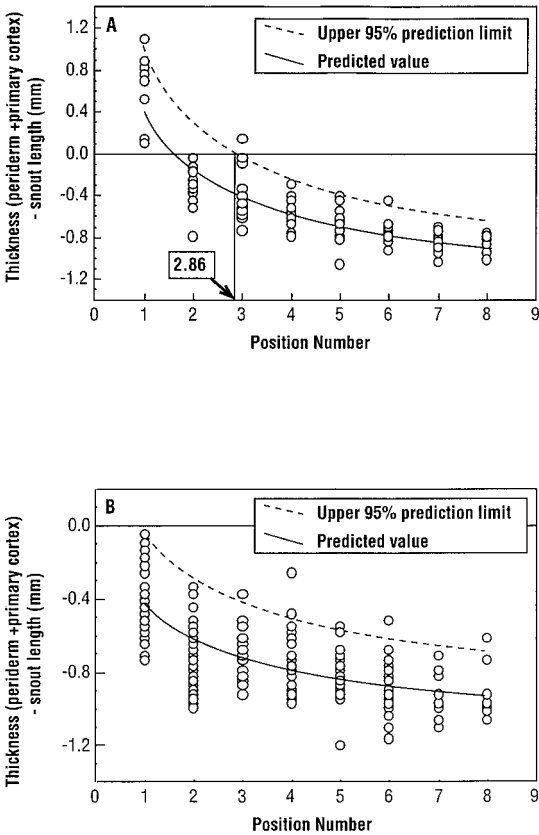 A
Upper 95% prediction limit
Predicted value
Thickness (periderm +primary cortex)
- snout length (mm)
1.2
0.8
0.4
0.0
-0.4
-0.8
-1.2
2.86
0 1 2 3 4 5 6 7 8 9
Position Number
B
Upper 95% prediction limit
Predicted value
Thickness (periderm +primary cortex)
- snout length (mm)
0.0
-0.4
-0.8
-1.2
0 1 2 3 4 5 6 7 8 9
Position Number